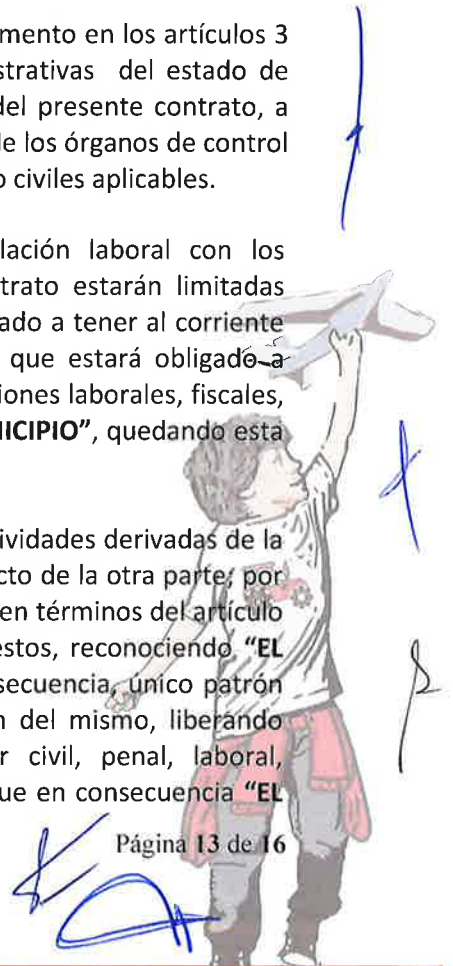 mento en los artículos 3
strativas del estado de
del presente contrato, a
de los órganos de control
o civiles aplicables.
lación laboral con los
trato estarán limitadas
ado a tener al corriente
que estará obligado a
iones laborales, fiscales,
NICIPIO", quedando esta
ividades derivadas de la
cto de la otra parte; por
en términos del artículo
estos, reconociendo "EL
secuencia, único patrón
n del mismo, liberando
r civil, penal, laboral,
ue en consecuencia "EL
Página 13 de 16